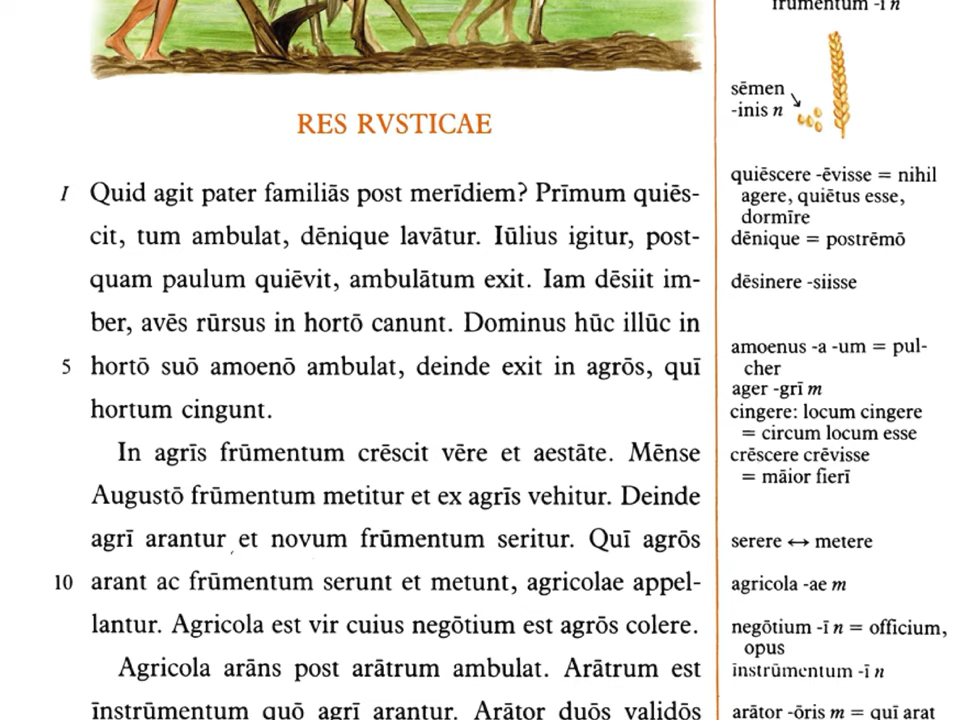 frūmentum -ī n
sēmen
-inis n
RES RVSTICAE
I Quid agit pater familiās post merīdiem? Prīmum quiēs-
cit, tum ambulat, dēnique lavātur. Iūlius igitur, post-
quam paulum quiēvit, ambulātum exit. Iam dēsiit im-
ber, avēs rūrsus in hortō canunt. Dominus hūc illūc in
5 hortō suō amoenō ambulat, deinde exit in agrōs, quī
hortum cingunt.
In agrīs frūmentum crēscit vēre et aestāte. Mēnse
Augustō frūmentum metitur et ex agrīs vehitur. Deinde
agrī arantur et novum frūmentum seritur. Quī agrōs
10 arant ac frūmentum serunt et metunt, agricolae appel-
lantur. Agricola est vir cuius negōtium est agrōs colere.
Agricola arāns post arātrum ambulat. Arātrum est
īnstrūmentum quō agrī arantur. Arātor duōs validōs
quiēscere -ēvisse = nihil
agere, quiētus esse,
dormīre
dēnique = postrēmō
dēsinere -siisse
amoenus -a -um = pul-
cher
ager -grī m
cingere: locum cingere
= circum locum esse
crēscere crēvisse
= māior fierī
serere ↔ metere
agricola -ae m
negōtium -ī n = officium,
opus
īnstrūmentum -ī n
arātor -ōris m = quī arat